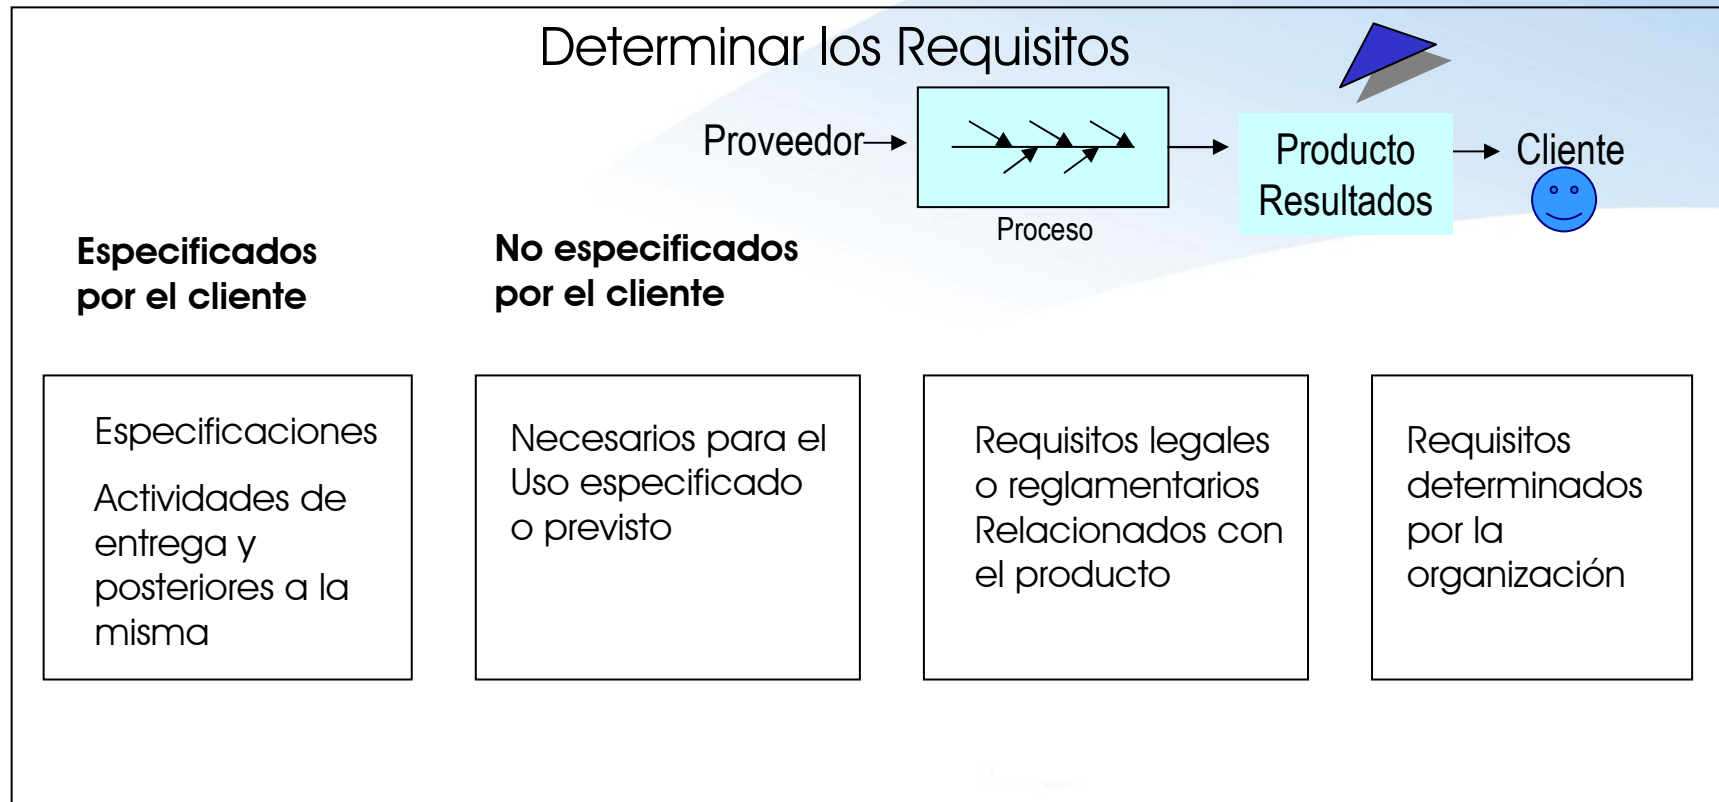 Determinar los Requisitos
Proveedor
Proceso
Producto
Resultados
Cliente
Especificados
por el cliente
No especificados
por el cliente
Especificaciones
Actividades de
entrega y
posteriores a la
misma
Necesarios para el
Uso especificado
o previsto
Requisitos legales
o reglamentarios
Relacionados con
el producto
Requisitos
determinados
por la
organización